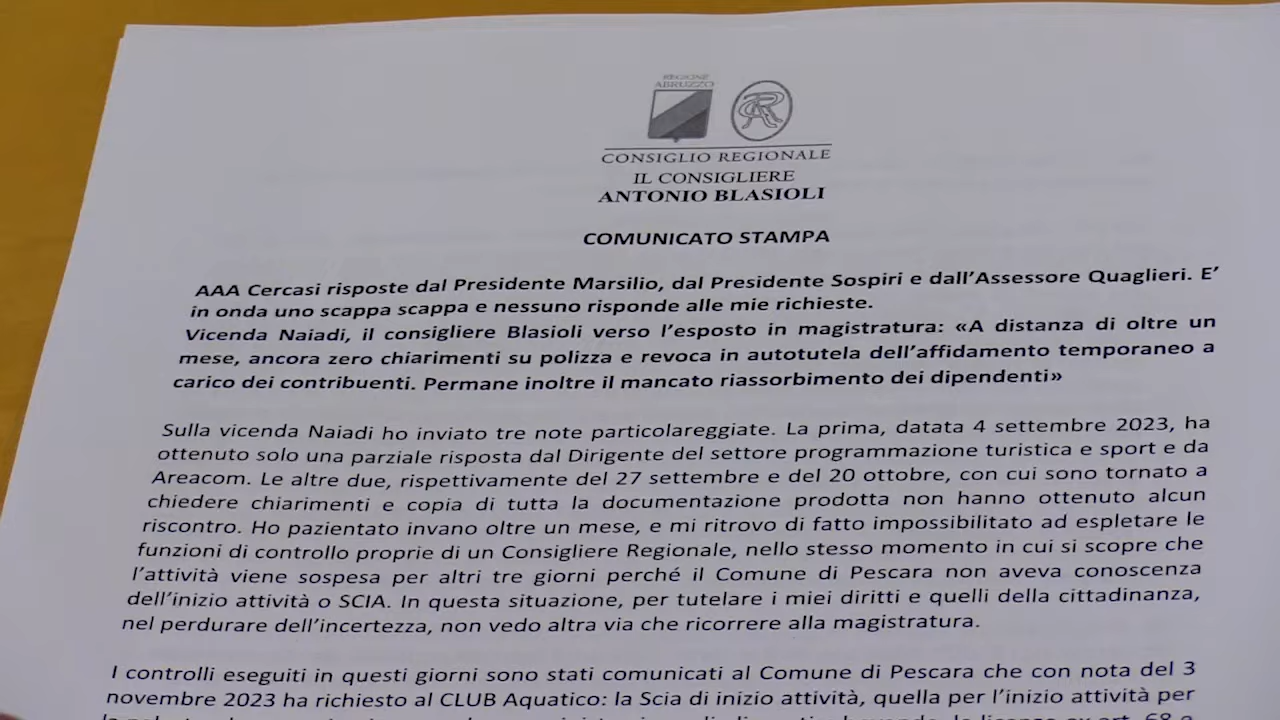 REGIONE
ABRUZZO
CONSIGLIO REGIONALE
IL CONSIGLIERE
ANTONIO BLASIOLI
COMUNICATO STAMPA
AAA Cercasi risposte dal Presidente Marsilio, dal Presidente Sospiri e dall'Assessore Quaglieri. E'
in onda uno scappa scappa e nessuno risponde alle mie richieste.
Vicenda Naiadi, il consigliere Blasioli verso l'esposto in magistratura: «A distanza di oltre un
mese, ancora zero chiarimenti su polizza e revoca in autotutela dell'affidamento temporaneo a
carico dei contribuenti. Permane inoltre il mancato riassorbimento dei dipendenti»
Sulla vicenda Naiadi ho inviato tre note particolareggiate. La prima, datata 4 settembre 2023, ha
ottenuto solo una parziale risposta dal Dirigente del settore programmazione turistica e sport e da
Areacom. Le altre due, rispettivamente del 27 settembre e del 20 ottobre, con cui sono tornato a
chiedere chiarimenti e copia di tutta la documentazione prodotta non hanno ottenuto alcun
riscontro. Ho pazientato invano oltre un mese, e mi ritrovo di fatto impossibilitato ad espletare le
funzioni di controllo proprie di un Consigliere Regionale, nello stesso momento in cui si scopre che
l'attività viene sospesa per altri tre giorni perché il Comune di Pescara non aveva conoscenza
dell'inizio attività o SCIA. In questa situazione, per tutelare i miei diritti e quelli della cittadinanza,
nel perdurare dell'incertezza, non vedo altra via che ricorrere alla magistratura.
I controlli eseguiti in questi giorni sono stati comunicati al Comune di Pescara che con nota del 3
novembre 2023 ha richiesto al CLUB Aquatico: la Scia di inizio attività, quella per l'inizio attività per